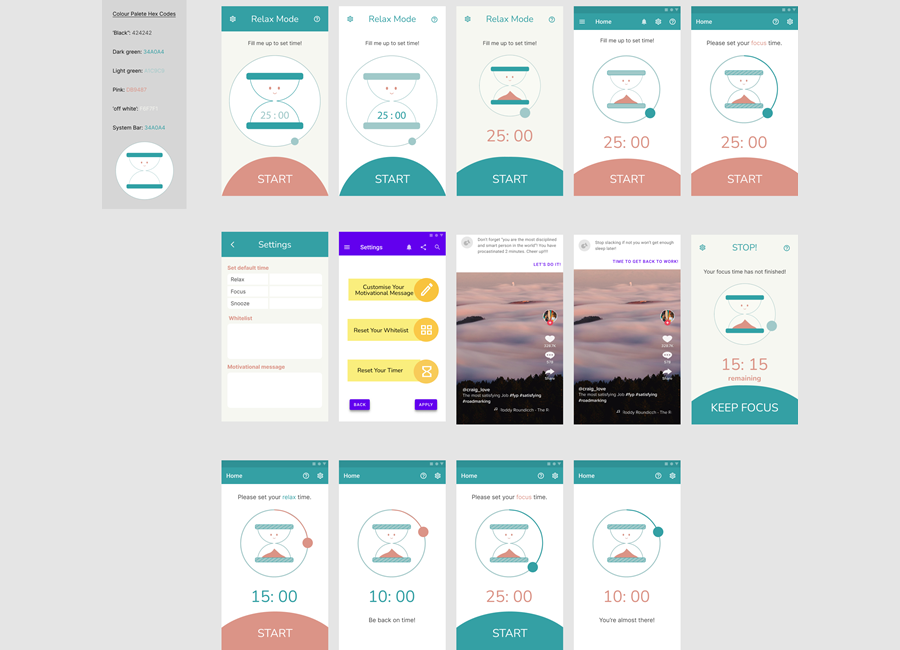 Colour Palete Hex Codes
'Black': 424242
Dark green: 34A0A4
Light green:
Pink:
'off white':
System Bar: 34A0A4
Relax Mode
Fill me up to set time!
25 : 00
START
Relax Mode
Fill me up to set time!
25 : 00
START
Relax Mode
Fill me up to set time!
25: 00
START
Home
Fill me up to set time!
25: 00
START
Home
Please set your focus time.
25: 00
START
Settings
Set default time
Relax
Focus
Snooze
Whitelist
Motivational message
Settings
Customise Your
Motivational Message
Reset Your Whitelist
Reset Your Timer
BACK
APPLY
Don't forget "you are the most disciplined
and smart person in the world"! You have
procrastinated 2 minutes. Cheer up!!!
LET'S DO IT!
@craig_love
The most satisfying Job #fyp #satisfying
#roadmarking
Roddy Roundicch - The R
Stop slacking if not you won't get enough
sleep later!
TIME TO GET BACK TO WORK!
@craig_love
The most satisfying Job #fyp #satisfying
#roadmarking
Roddy Roundicch - The R
STOP!
Your focus time has not finished!
15: 15
remaining
KEEP FOCUS
Home
Please set your relax time.
15: 00
START
Home
10: 00
Be back on time!
Home
Please set your focus time.
25: 00
START
Home
10: 00
You're almost there!